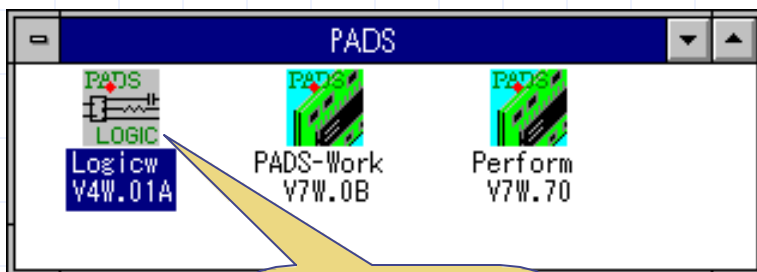 PADS
PADS
LOGIC
Logicw
V4W.01A
PADS
PADS-Work
V7W.0B
PADS
Perform
V7W.70